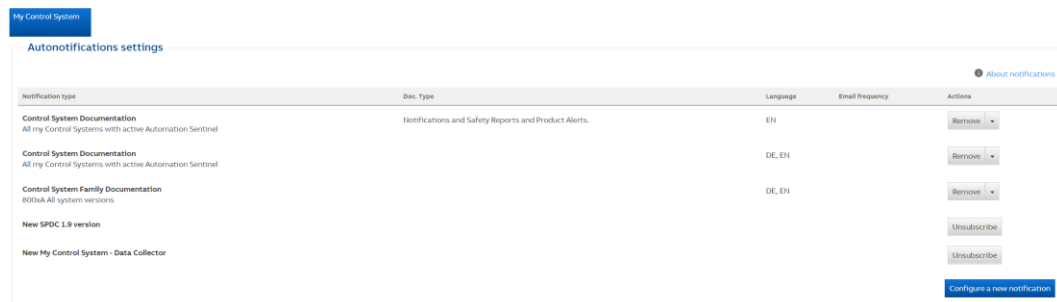 My Control System
Autonotifications settings
About notifications
Notification type Doc. Type Language Email frequency Actions
Control System Documentation Notifications and Safety Reports and Product Alerts. EN Remove
All my Control Systems with active Automation Sentinel
Control System Documentation DE, EN Remove
All my Control Systems with active Automation Sentinel
Control System Family Documentation DE, EN Remove
800xA All system versions
New SPDC 1.9 version Unsubscribe
New My Control System - Data Collector Unsubscribe
Configure a new notification